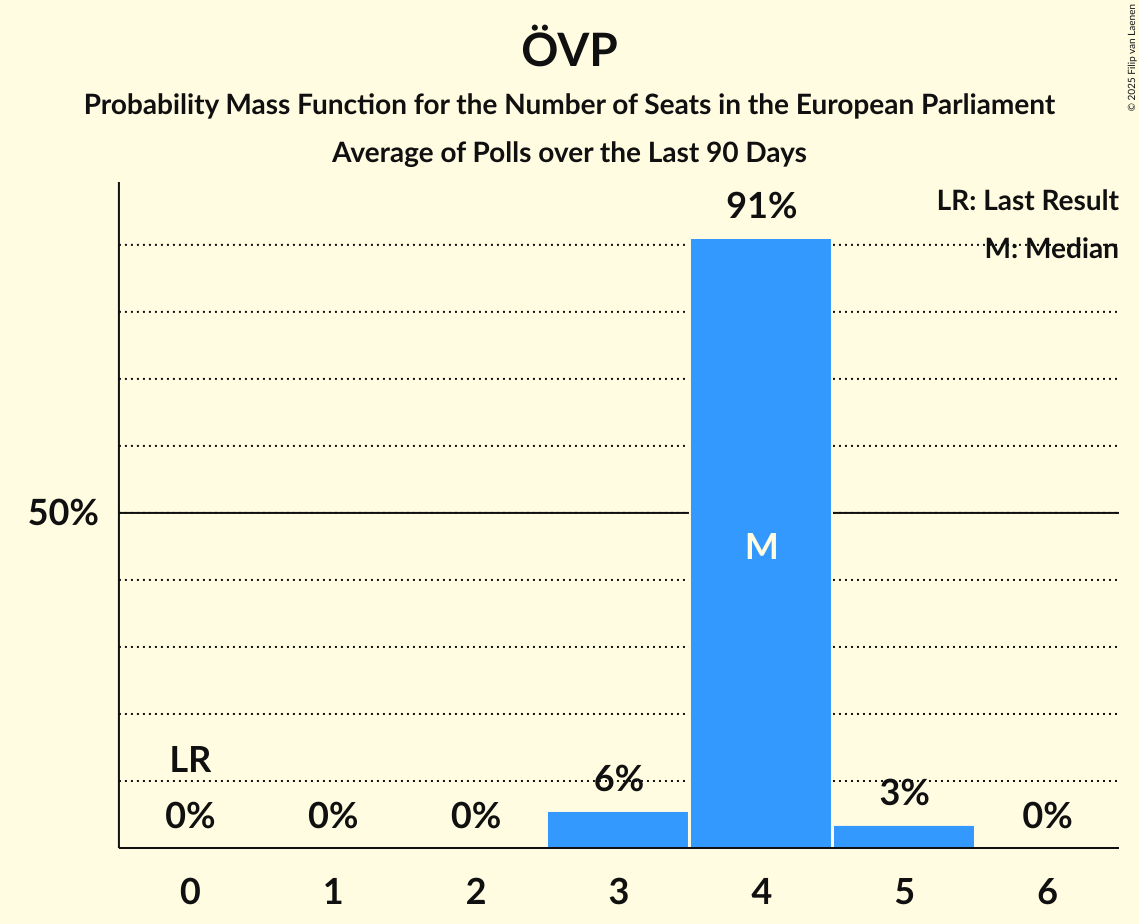 ÖVP
Probability Mass Function for the Number of Seats in the European Parliament
Average of Polls over the Last 90 Days
© 2025 Filip van Laenen
LR: Last Result
M: Median
91%
50%
M
LR
0% 0% 0% 6% 3% 0%
0 1 2 3 4 5 6